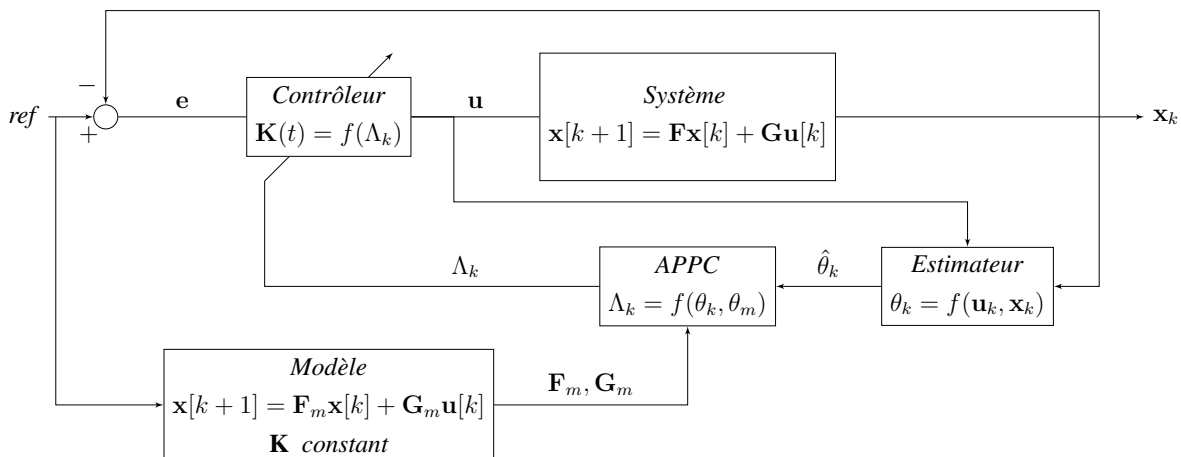 −
ref
+
e
Contrôleur
K(t) = f(Λ_k)
u
Système
x[k + 1] = Fx[k] + Gu[k]
x_k
Λ_k
APPC
Λ_k = f(θ_k, θ_m)
θ̂_k
Estimateur
θ_k = f(u_k, x_k)
Modèle
x[k + 1] = F_m x[k] + G_m u[k]
K constant
F_m, G_m